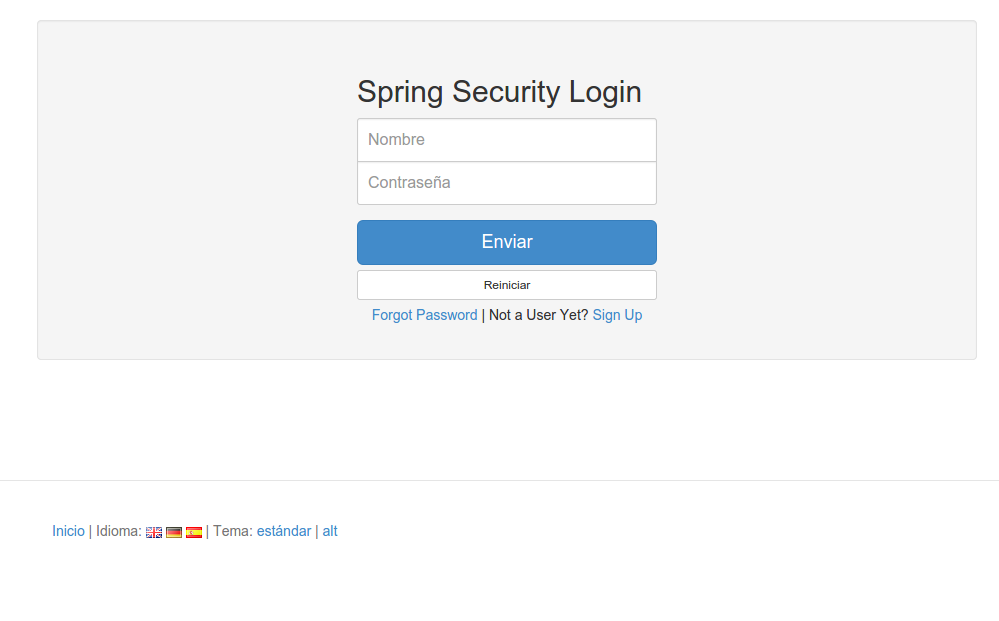 Spring Security Login
Nombre
Contraseña
Enviar
Reiniciar
Forgot Password | Not a User Yet? Sign Up
Inicio | Idioma: | Tema: estándar | alt